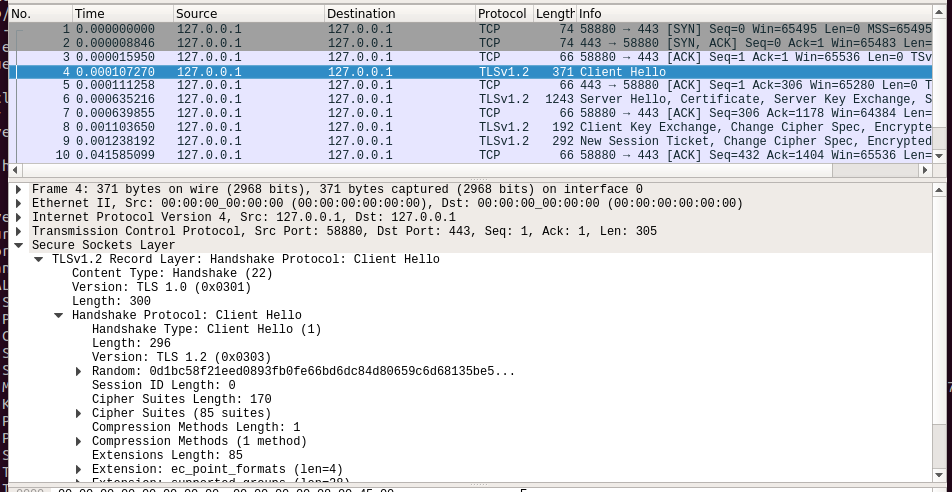 No. Time Source Destination Protocol Length Info
1 0.000000000 127.0.0.1 127.0.0.1 TCP 74 58880 → 443 [SYN] Seq=0 Win=65495 Len=0 MSS=65495
2 0.000008846 127.0.0.1 127.0.0.1 TCP 74 443 → 58880 [SYN, ACK] Seq=0 Ack=1 Win=65483 Len=
3 0.000015950 127.0.0.1 127.0.0.1 TCP 66 58880 → 443 [ACK] Seq=1 Ack=1 Win=65536 Len=0 TSv
4 0.000107270 127.0.0.1 127.0.0.1 TLSv1.2 371 Client Hello
5 0.000111258 127.0.0.1 127.0.0.1 TCP 66 443 → 58880 [ACK] Seq=1 Ack=306 Win=65280 Len=0 T
6 0.000635216 127.0.0.1 127.0.0.1 TLSv1.2 1243 Server Hello, Certificate, Server Key Exchange, S
7 0.000639855 127.0.0.1 127.0.0.1 TCP 66 58880 → 443 [ACK] Seq=306 Ack=1178 Win=64384 Len=
8 0.001103650 127.0.0.1 127.0.0.1 TLSv1.2 192 Client Key Exchange, Change Cipher Spec, Encrypte
9 0.001238192 127.0.0.1 127.0.0.1 TLSv1.2 292 New Session Ticket, Change Cipher Spec, Encrypted
10 0.041585099 127.0.0.1 127.0.0.1 TCP 66 58880 → 443 [ACK] Seq=432 Ack=1404 Win=65536 Len=
Frame 4: 371 bytes on wire (2968 bits), 371 bytes captured (2968 bits) on interface 0
Ethernet II, Src: 00:00:00_00:00:00 (00:00:00:00:00:00), Dst: 00:00:00_00:00:00 (00:00:00:00:00:00)
Internet Protocol Version 4, Src: 127.0.0.1, Dst: 127.0.0.1
Transmission Control Protocol, Src Port: 58880, Dst Port: 443, Seq: 1, Ack: 1, Len: 305
Secure Sockets Layer
TLSv1.2 Record Layer: Handshake Protocol: Client Hello
Content Type: Handshake (22)
Version: TLS 1.0 (0x0301)
Length: 300
Handshake Protocol: Client Hello
Handshake Type: Client Hello (1)
Length: 296
Version: TLS 1.2 (0x0303)
Random: 0d1bc58f21eed0893fb0fe66bd6dc84d80659c6d68135be5...
Session ID Length: 0
Cipher Suites Length: 170
Cipher Suites (85 suites)
Compression Methods Length: 1
Compression Methods (1 method)
Extensions Length: 85
Extension: ec_point_formats (len=4)